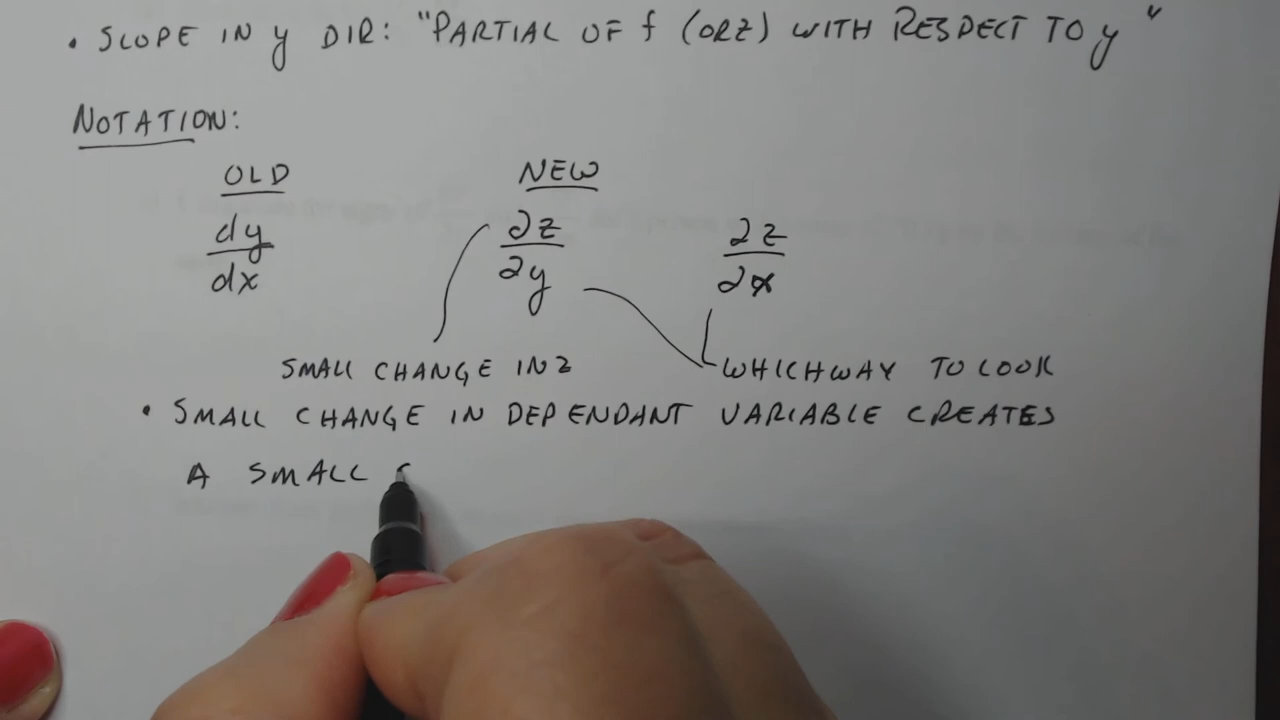 • SLOPE IN y DIR: "PARTIAL OF f (OR Z) WITH RESPECT TO y"
NOTATION:
OLD NEW
dy/dx ∂z/∂y ∂z/∂x
SMALL CHANGE IN Z WHICH WAY TO LOOK
• SMALL CHANGE IN DEPENDANT VARIABLE CREATES
A SMALL